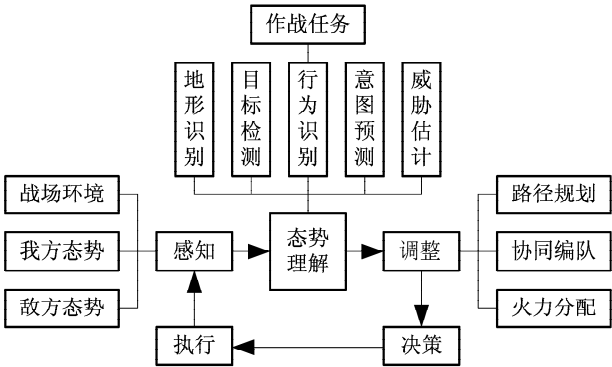 作战任务
地形识别
目标检测
行为识别
意图预测
威胁估计
战场环境
我方态势
敌方态势
感知
态势
理解
调整
路径规划
协同编队
火力分配
执行
决策